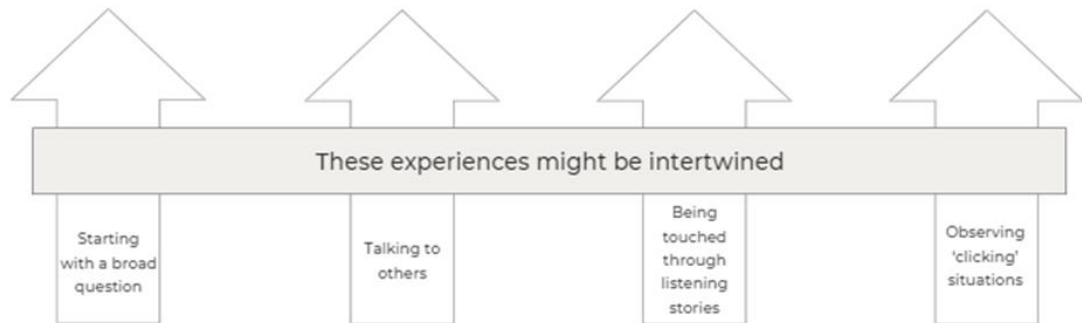 These experiences might be intertwined
Starting
with a broad
question
Talking to
others
Being
touched
through
listening
stories
Observing
‘clicking’
situations